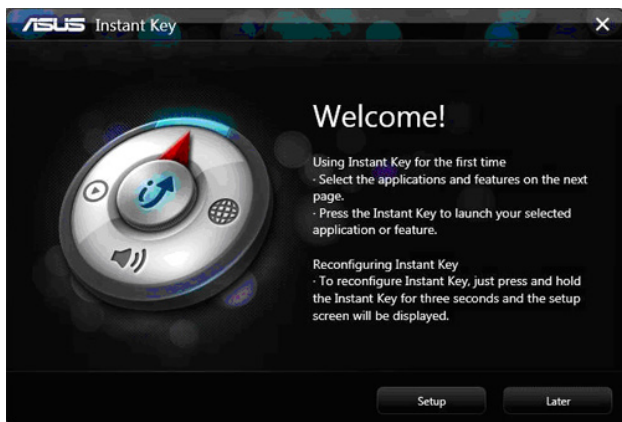 ASUS Instant Key
Welcome!
Using Instant Key for the first time
- Select the applications and features on the next
page.
- Press the Instant Key to launch your selected
application or feature.
Reconfiguring Instant Key
- To reconfigure Instant Key, just press and hold
the Instant Key for three seconds and the setup
screen will be displayed.
Setup Later